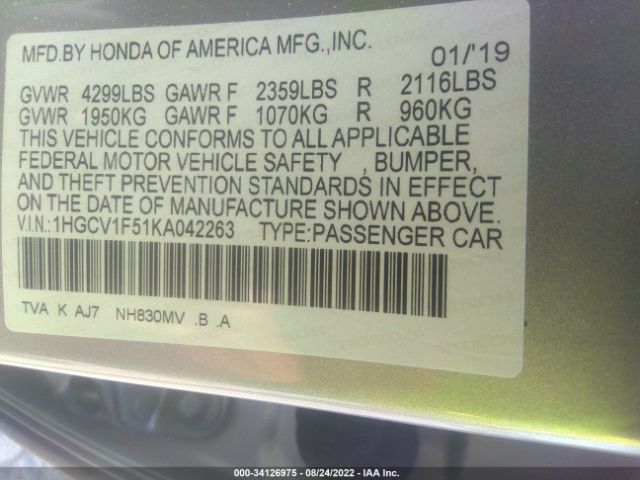 MFD.BY HONDA OF AMERICA MFG.,INC. 01/'19
GVWR 4299LBS GAWR F 2359LBS R 2116LBS
GVWR 1950KG GAWR F 1070KG R 960KG
THIS VEHICLE CONFORMS TO ALL APPLICABLE
FEDERAL MOTOR VEHICLE SAFETY , BUMPER,
AND THEFT PREVENTION STANDARDS IN EFFECT
ON THE DATE OF MANUFACTURE SHOWN ABOVE.
V.I.N.:1HGCV1F51KA042263 TYPE:PASSENGER CAR
TVA K AJ7 NH830MV .B .A
000-34126975 - 08/24/2022 - IAA Inc.